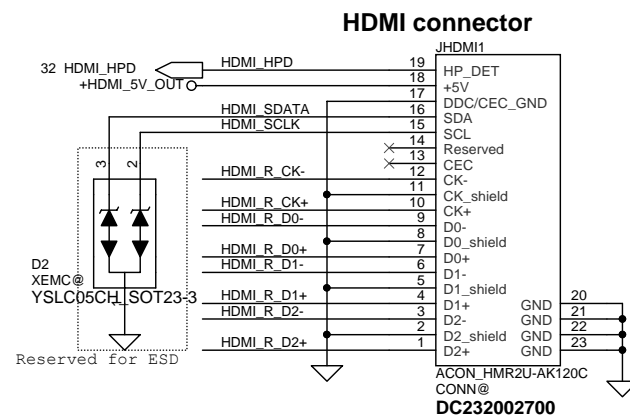 HDMI connector
JHDMI1
32 HDMI_HPD HDMI_HPD 19 HP_DET
+HDMI_5V_OUT 18 +5V
17 DDC/CEC_GND
HDMI_SDATA 16 SDA
HDMI_SCLK 15 SCL
14 Reserved
13 CEC
HDMI_R_CK- 12 CK-
11 CK_shield
HDMI_R_CK+ 10 CK+
HDMI_R_D0- 9 D0-
8 D0_shield
HDMI_R_D0+ 7 D0+
HDMI_R_D1- 6 D1-
5 D1_shield
HDMI_R_D1+ 4 D1+ GND 20
HDMI_R_D2- 3 D2- GND 21
2 D2_shield GND 22
HDMI_R_D2+ 1 D2+ GND 23
3 2
D2
XEMC@
YSLC05CH_SOT23-3
1
Reserved for ESD
ACON_HMR2U-AK120C
CONN@
DC232002700